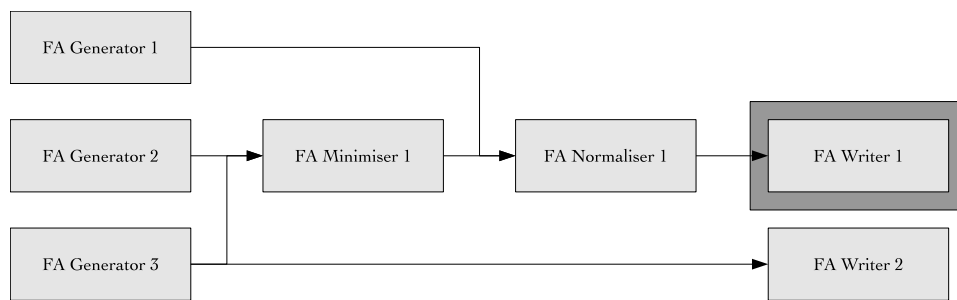 FA Generator 1
FA Generator 2
FA Minimiser 1
FA Normaliser 1
FA Writer 1
FA Generator 3
FA Writer 2